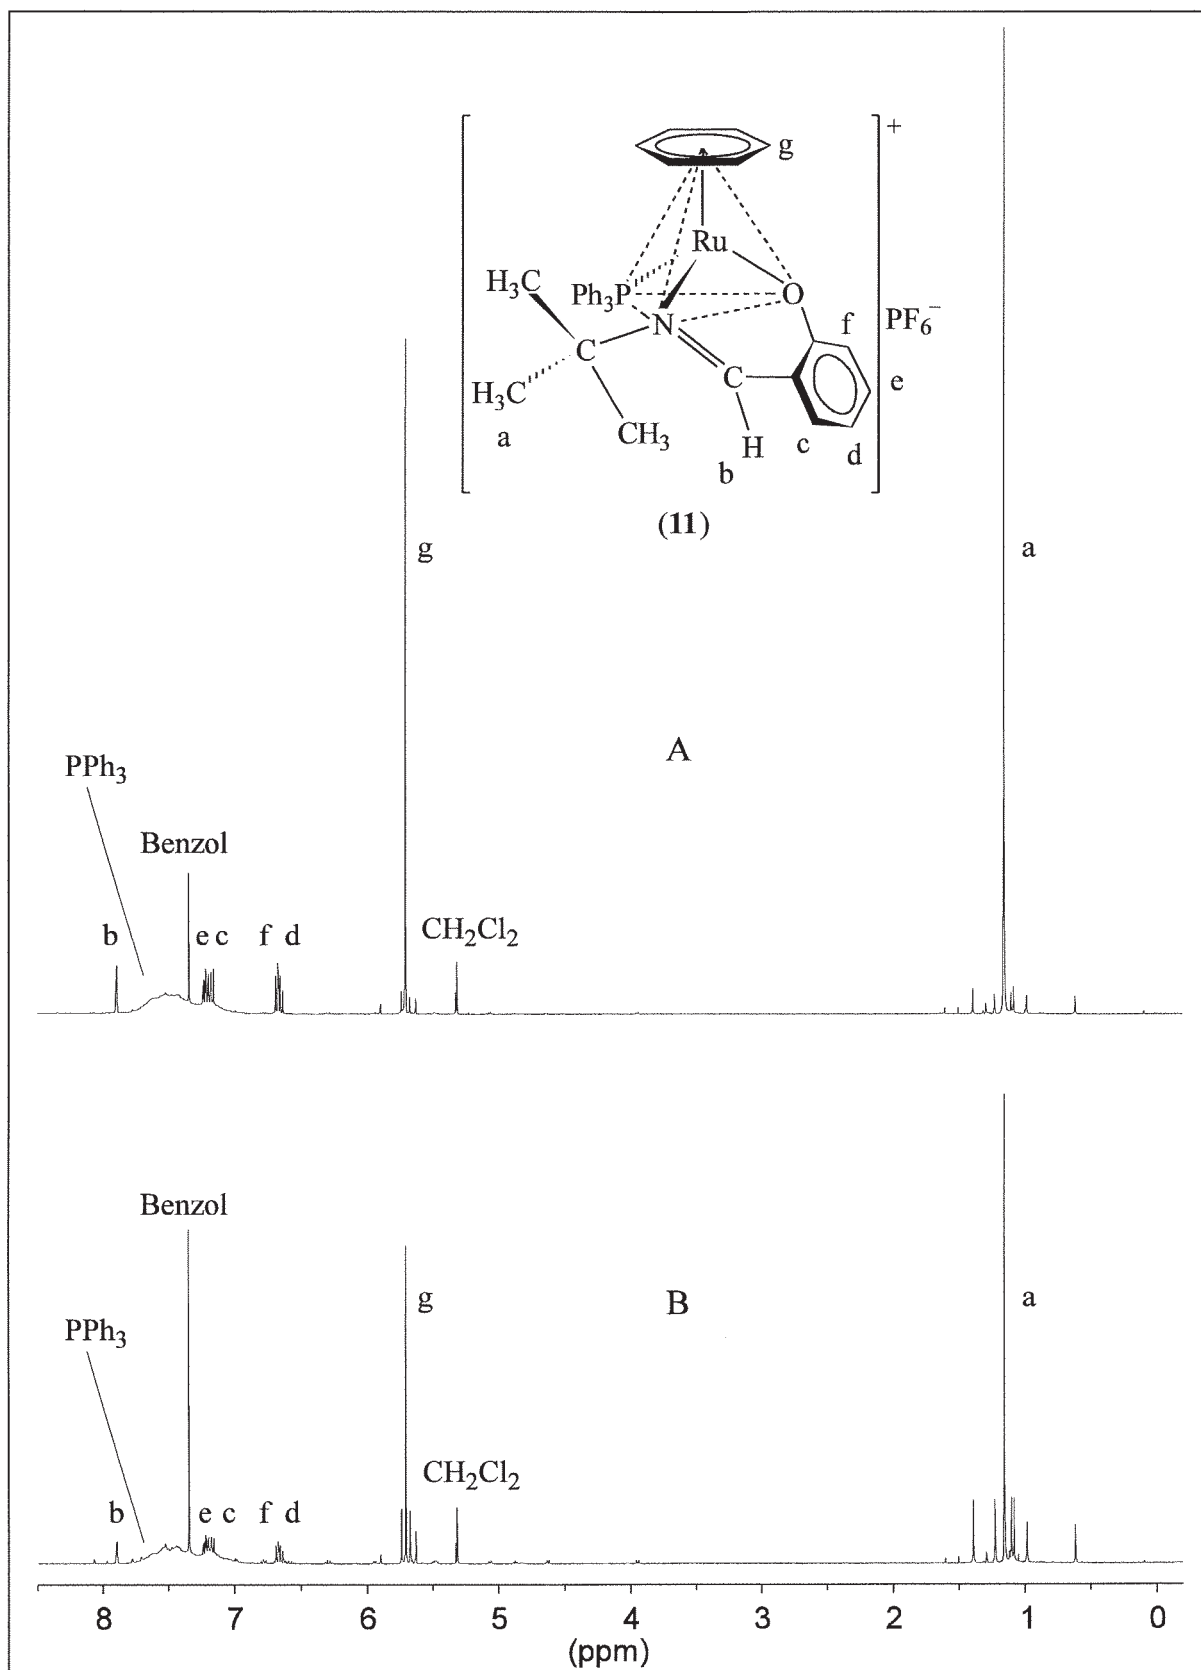 +
g
Ru
H₃C
Ph₃P
O
N
C
f
PF₆⁻
H₃C
C
e
a
CH₃
H
c
d
b
(11)
g
a
A
PPh₃
Benzol
b
e c
f d
CH₂Cl₂
Benzol
g
B
a
PPh₃
CH₂Cl₂
b
e c
f d
8 7 6 5 4 3 2 1 0
(ppm)